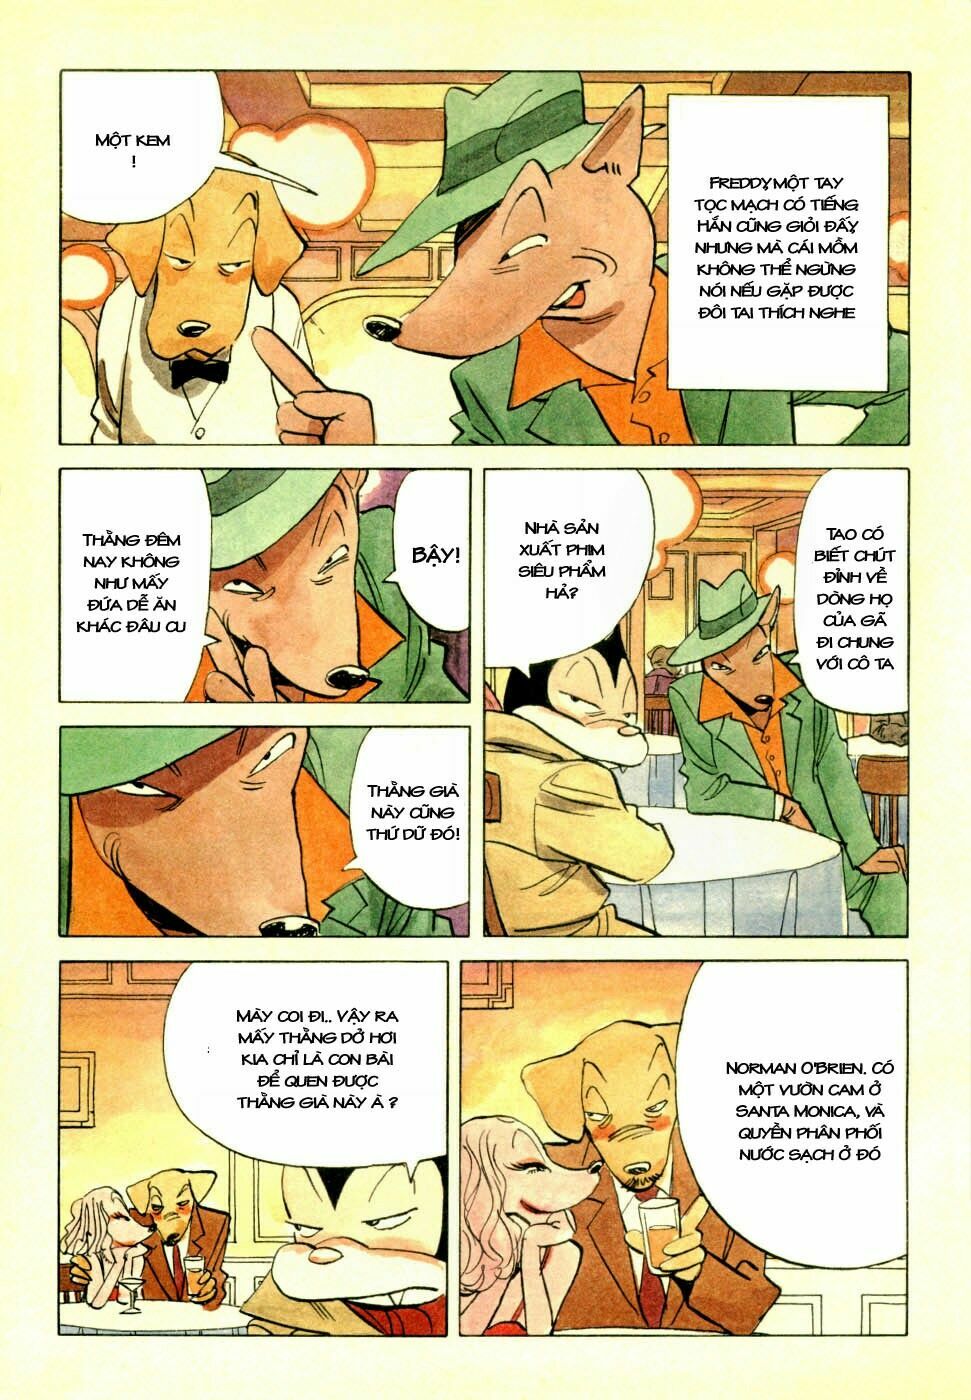 MỘT KEM
!
FREDDY, MỘT TAY
TỌC MẠCH CÓ TIẾNG
HẮN CŨNG GIỎI ĐẤY,
NHƯNG MÀ CÁI MỒM
KHÔNG THỂ NGỪNG
NÓI NẾU GẶP ĐƯỢC
ĐÔI TAI THÍCH NGHE
THẰNG ĐÊM
NAY KHÔNG
NHƯ MẤY
ĐỨA DỄ ĂN
KHÁC ĐÂU CU
BẬY!
NHÀ SẢN
XUẤT PHIM
SIÊU PHẨM
HẢ?
TAO CÓ
BIẾT CHÚT
ĐỈNH VỀ
DÒNG HỌ
CỦA GÃ
ĐI CHUNG
VỚI CÔ TA
THẰNG GIÀ
NÀY CŨNG
THỨ DỮ ĐÓ!
MÀY COI ĐI.. VẬY RA
MẤY THẰNG DỞ HƠI
KIA CHỈ LÀ CON BÀI
ĐỂ QUEN ĐƯỢC
THẰNG GIÀ NÀY À ?
NORMAN O'BRIEN. CÓ
MỘT VƯỜN CAM Ở
SANTA MONICA, VÀ
QUYỀN PHÂN PHỐI
NƯỚC SẠCH Ở ĐÓ